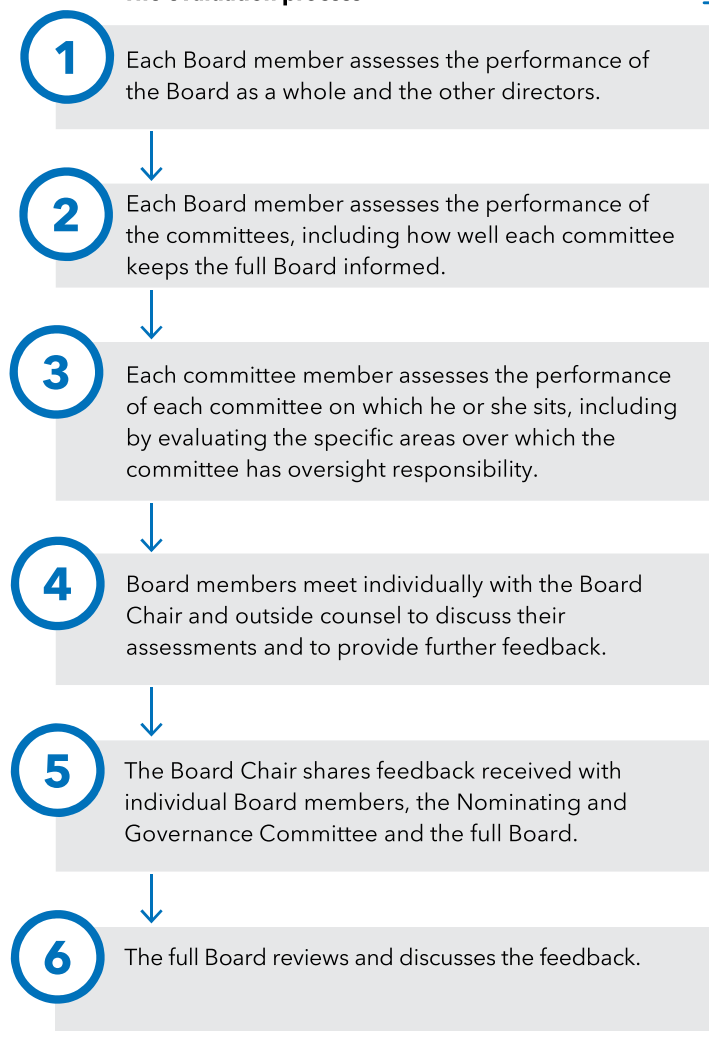 1
Each Board member assesses the performance of
the Board as a whole and the other directors.
2
Each Board member assesses the performance of
the committees, including how well each committee
keeps the full Board informed.
3
Each committee member assesses the performance
of each committee on which he or she sits, including
by evaluating the specific areas over which the
committee has oversight responsibility.
4
Board members meet individually with the Board
Chair and outside counsel to discuss their
assessments and to provide further feedback.
5
The Board Chair shares feedback received with
individual Board members, the Nominating and
Governance Committee and the full Board.
6
The full Board reviews and discusses the feedback.